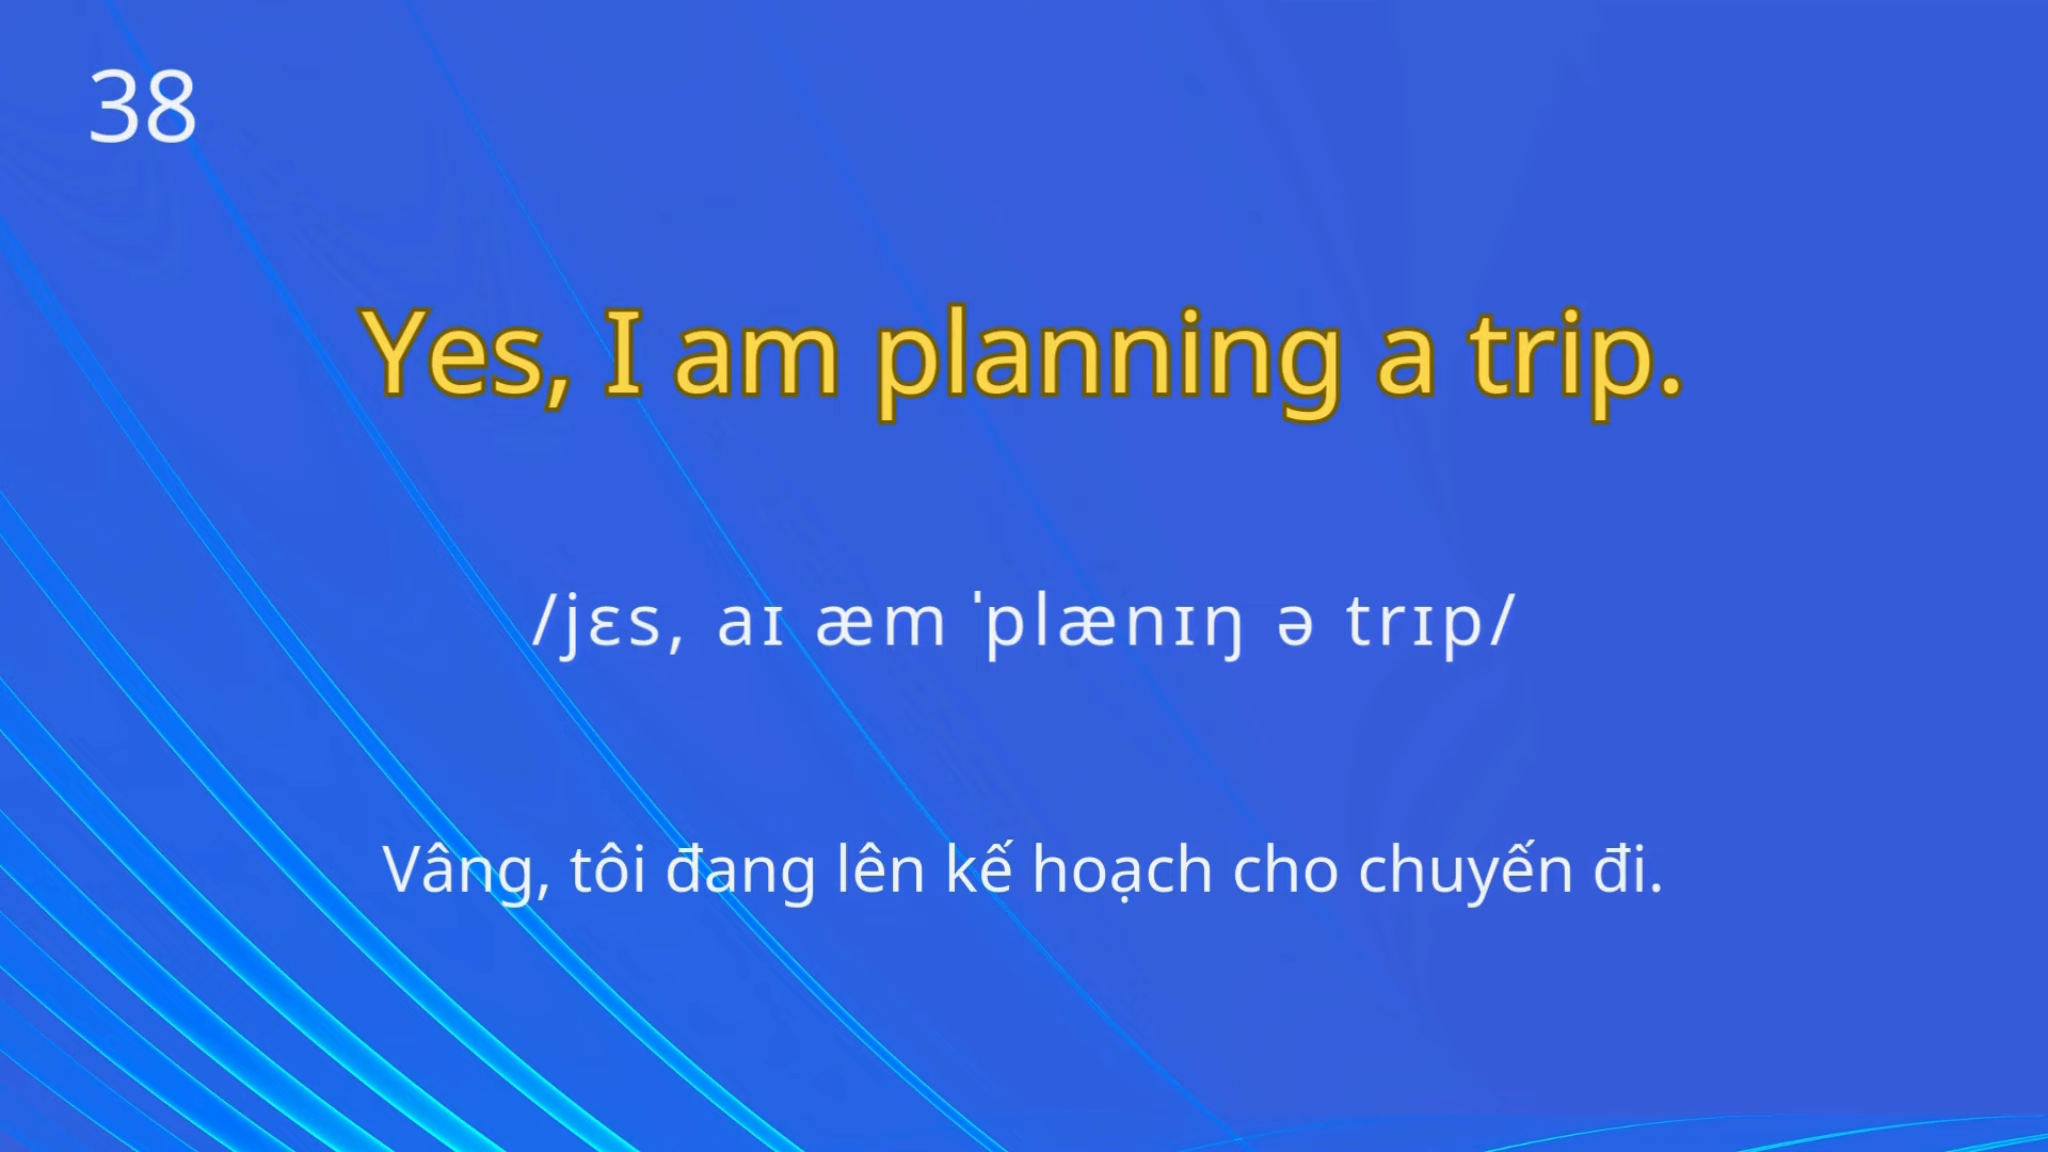 38
Yes, I am planning a trip.
/jɛs, aɪ æm ˈplænɪŋ ə trɪp/
Vâng, tôi đang lên kế hoạch cho chuyến đi.